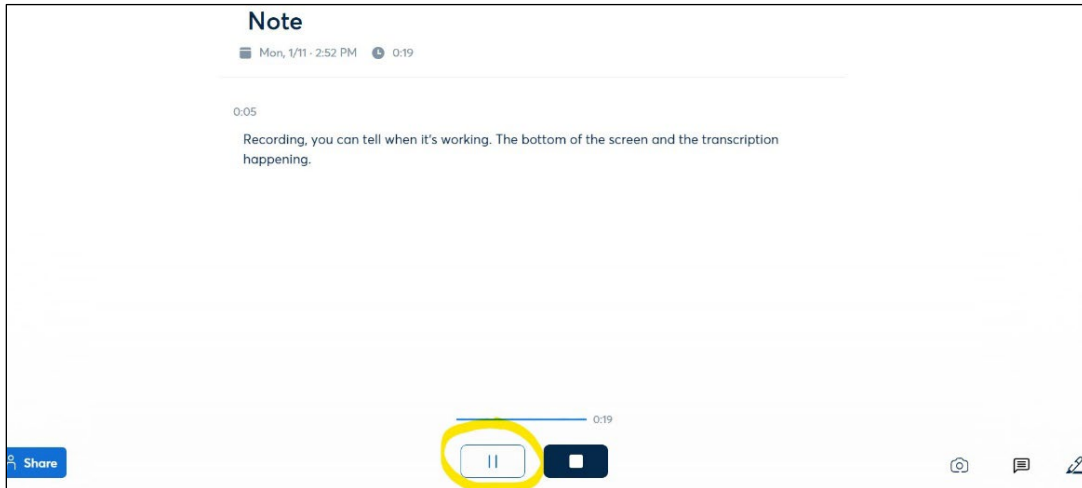 Note
Mon, 1/11 · 2:52 PM 0:19
0:05
Recording, you can tell when it's working. The bottom of the screen and the transcription
happening.
0:19
Share